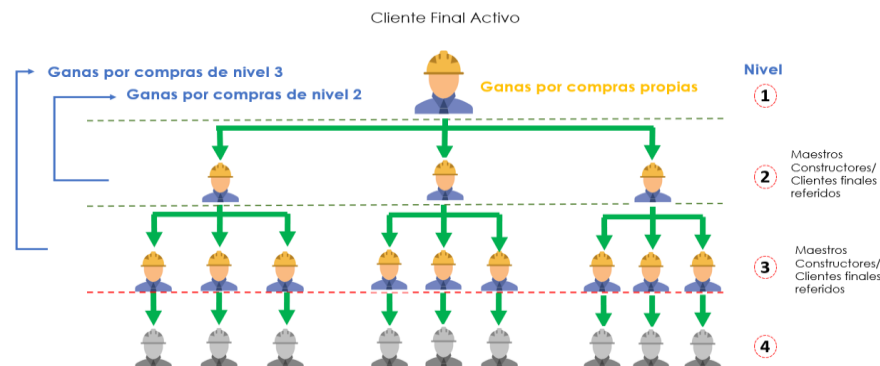 Cliente Final Activo
Ganas por compras de nivel 3
Ganas por compras de nivel 2
Ganas por compras propias
Nivel
1
2
Maestros
Constructores/
Clientes finales
referidos
3
Maestros
Constructores/
Clientes finales
referidos
4